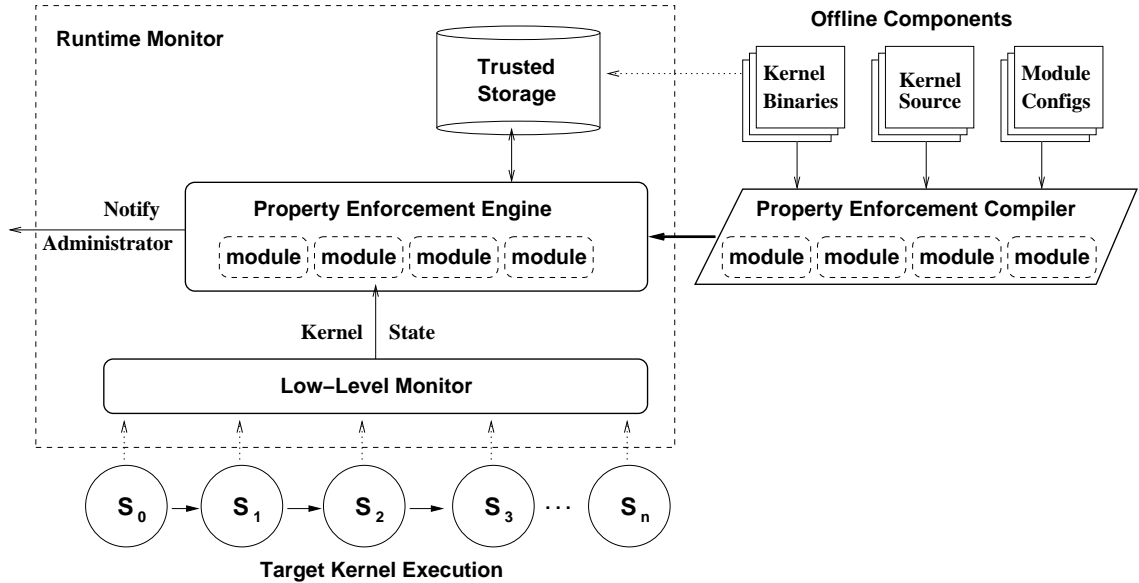 Offline Components
Runtime Monitor
Trusted
Storage
Kernel
Binaries
Kernel
Source
Module
Configs
Notify
Administrator
Property Enforcement Engine
module module module module
Property Enforcement Compiler
module module module module
Kernel State
Low−Level Monitor
S0 S1 S2 S3 ... Sn
Target Kernel Execution